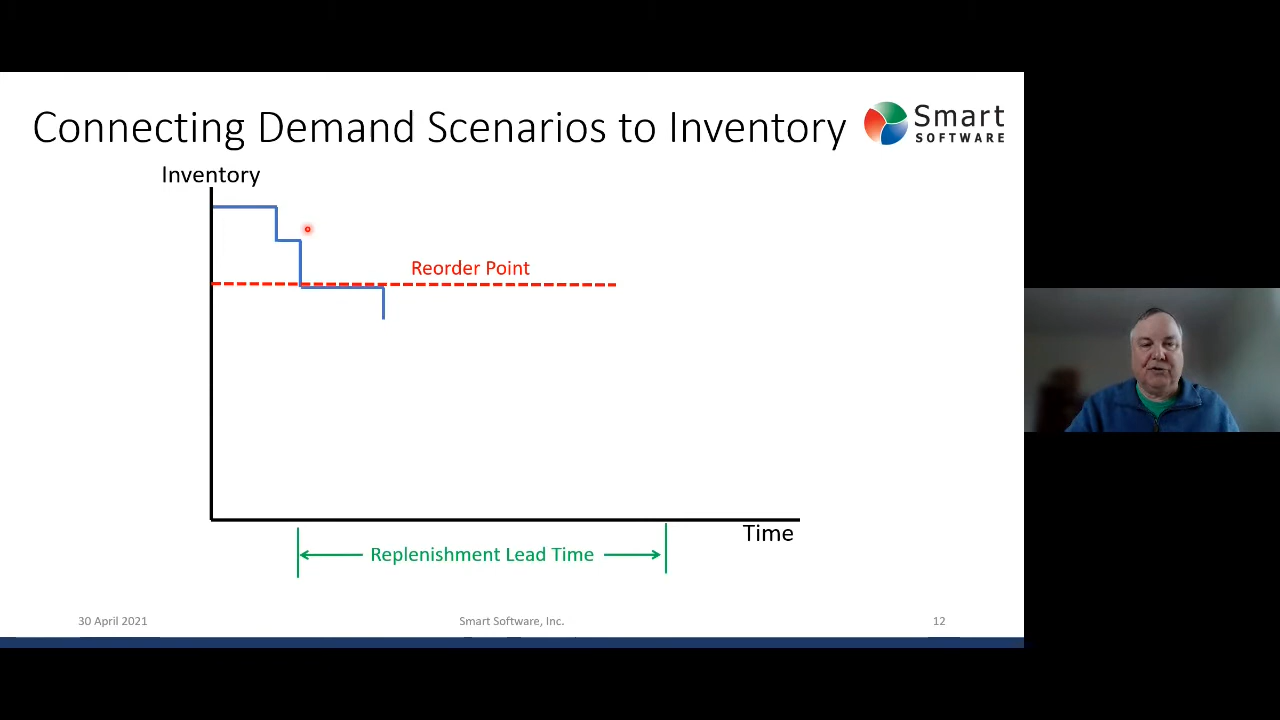 Connecting Demand Scenarios to Inventory
Smart
SOFTWARE
Inventory
Reorder Point
Time
Replenishment Lead Time
30 April 2021
Smart Software, Inc.
12